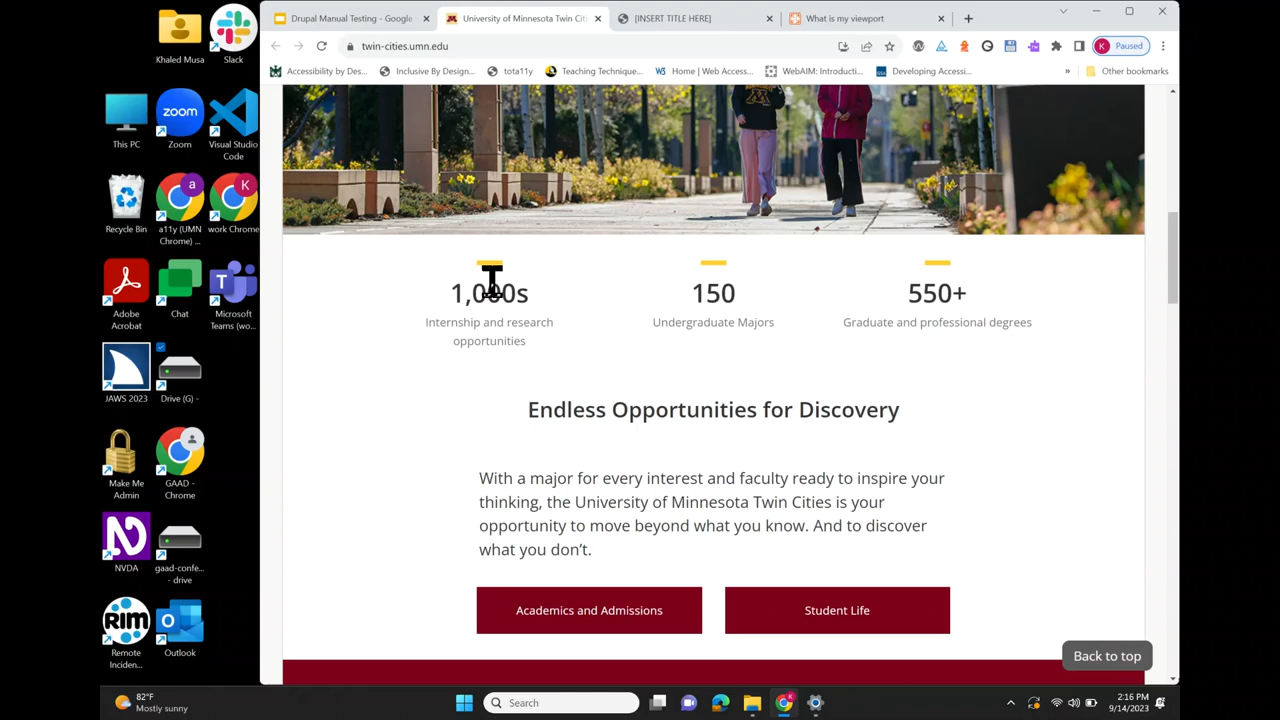 Khaled Musa
Slack
This PC
zoom
Zoom
Visual Studio
Code
Recycle Bin
a
a11y (UMN
Chrome) ...
K
work Chrome
Adobe
Acrobat
Chat
Microsoft
Teams (wo...
JAWS 2023
Drive (G) -
Make Me
Admin
GAAD -
Chrome
NVDA
gaad-confe...
- drive
RIM
Remote
Inciden...
Outlook
Drupal Manual Testing - Google
University of Minnesota Twin Citi
[INSERT TITLE HERE]
What is my viewport
twin-cities.umn.edu
K Paused
Accessibility by Des...
Inclusive By Design...
tota11y
Teaching Technique...
Home | Web Access...
WebAIM: Introducti...
Developing Accessi...
»
Other bookmarks
1,000s
Internship and research
opportunities
150
Undergraduate Majors
550+
Graduate and professional degrees
Endless Opportunities for Discovery
With a major for every interest and faculty ready to inspire your
thinking, the University of Minnesota Twin Cities is your
opportunity to move beyond what you know. And to discover
what you don’t.
Academics and Admissions
Student Life
Back to top
82°F
Mostly sunny
Search
2:16 PM
9/14/2023